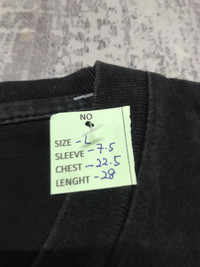 NO
SIZE - L
SLEEVE - 7.5
CHEST - 22.5
LENGHT - 28